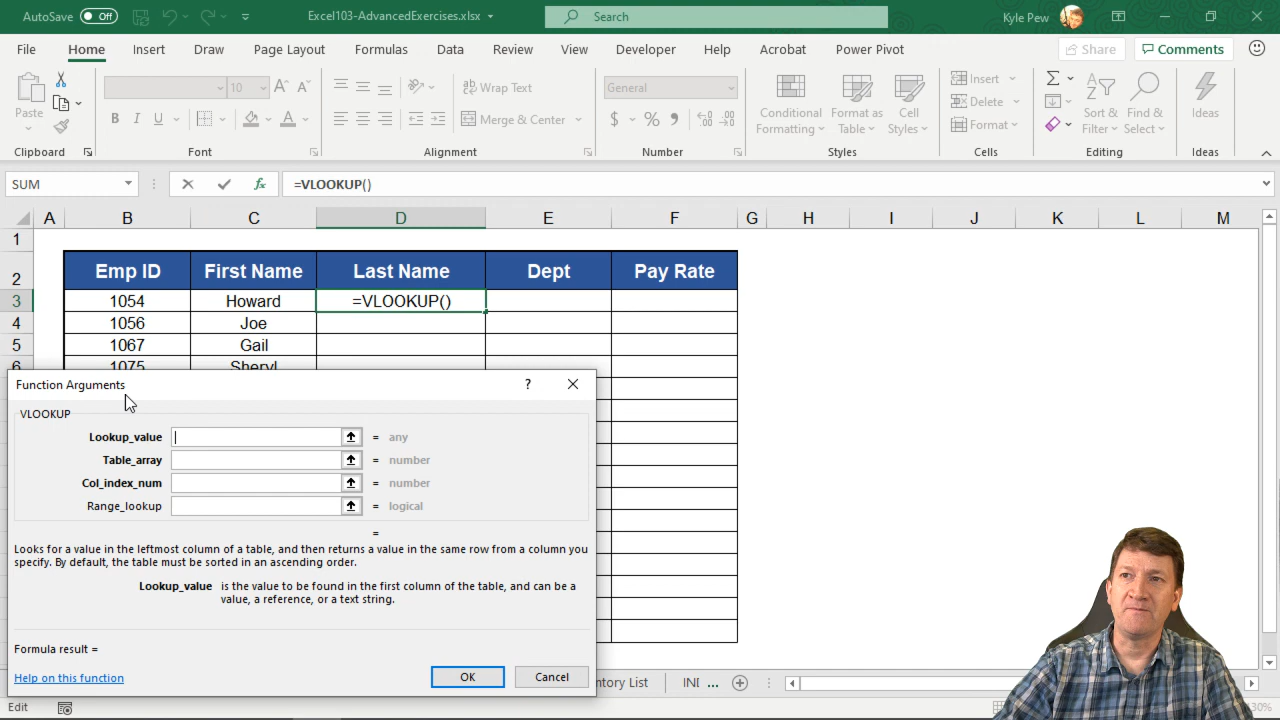 AutoSave Off Excel103-AdvancedExercises.xlsx Search Kyle Pew
File Home Insert Draw Page Layout Formulas Data Review View Developer Help Acrobat Power Pivot Share Comments
Paste 10 Wrap Text General Conditional Formatting Format as Table Cell Styles Insert Sort & Filter Find & Select Ideas
B I U Merge & Center $ % Delete
Format
Clipboard Font Alignment Number Styles Cells Editing Ideas
SUM fx =VLOOKUP()
A B C D E F G H I J K L M
1
2 Emp ID First Name Last Name Dept Pay Rate
3 1054 Howard =VLOOKUP()
4 1056 Joe
5 1067 Gail
6 1075 Sheryl
Function Arguments ?
VLOOKUP
Lookup_value = any
Table_array = number
Col_index_num = number
Range_lookup = logical
=
Looks for a value in the leftmost column of a table, and then returns a value in the same row from a column you
specify. By default, the table must be sorted in an ascending order.
Lookup_value is the value to be found in the first column of the table, and can be a
value, a reference, or a text string.
Formula result =
Help on this function OK Cancel
entory List INI ...
Edit 130%